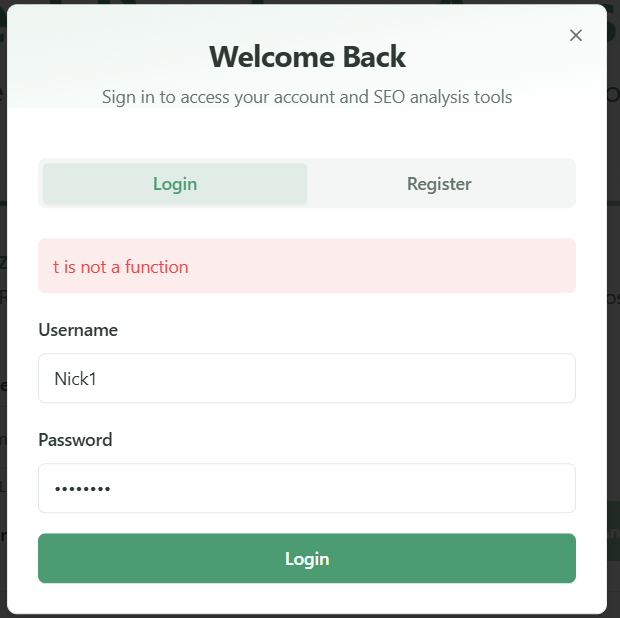 Welcome Back
Sign in to access your account and SEO analysis tools
Login
Register
t is not a function
Username
Nick1
Password
••••••••
Login